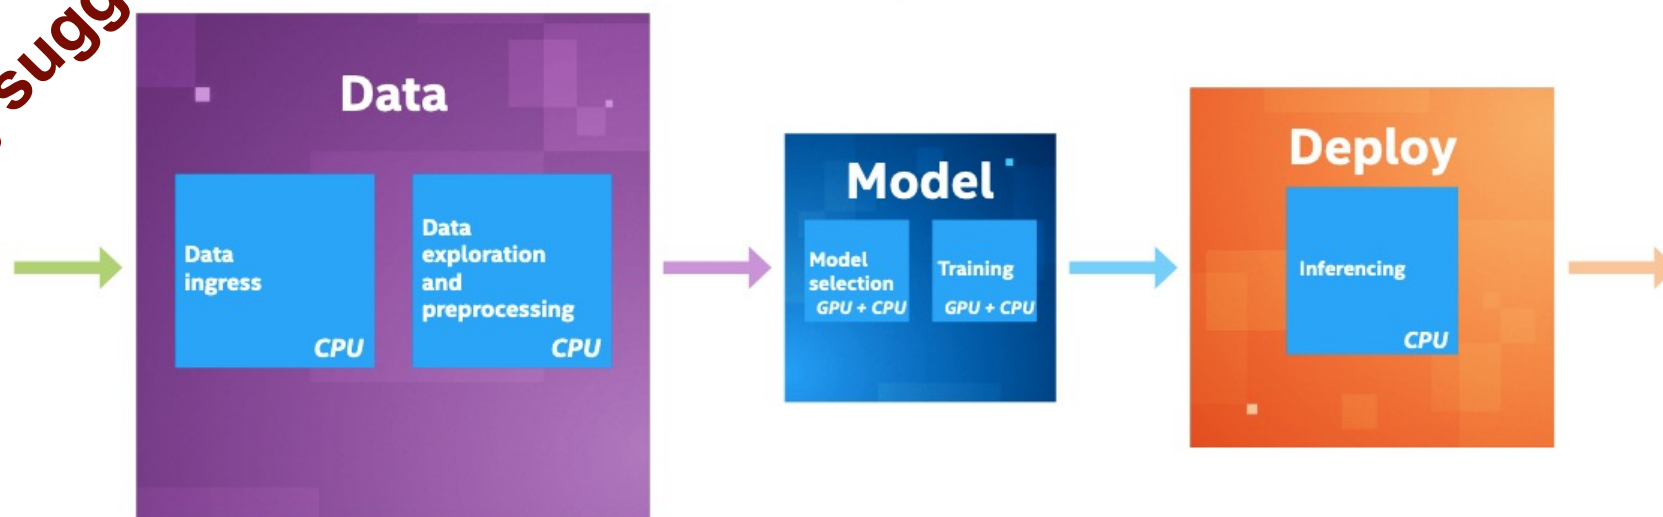 sugg
Data
Data
ingress
CPU
Data
exploration
and
preprocessing
CPU
Model
Model
selection
GPU + CPU
Training
GPU + CPU
Deploy
Inferencing
CPU